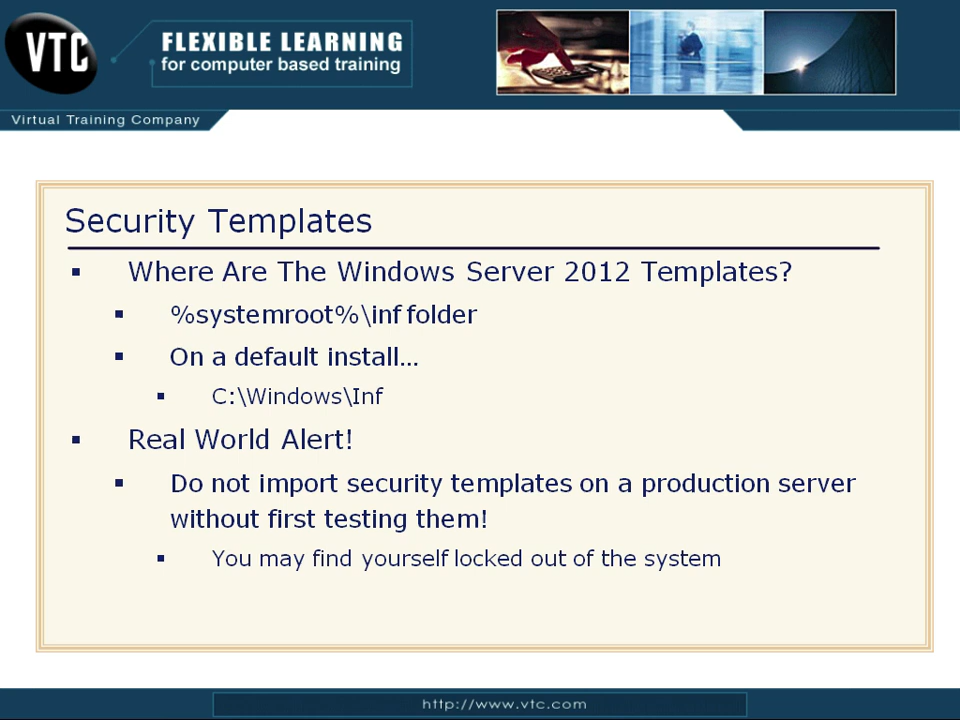 VTC
FLEXIBLE LEARNING
for computer based training
Virtual Training Company
Security Templates
▪ Where Are The Windows Server 2012 Templates?
▪ %systemroot%\inf folder
▪ On a default install...
▪ C:\Windows\Inf
▪ Real World Alert!
▪ Do not import security templates on a production server
without first testing them!
▪ You may find yourself locked out of the system
http://www.vtc.com